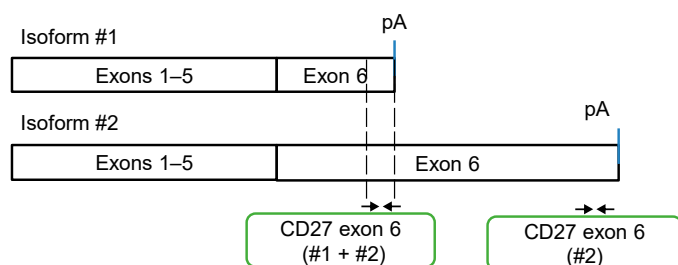 Isoform #1
pA
Exons 1–5
Exon 6
Isoform #2
pA
Exons 1–5
Exon 6
CD27 exon 6
(#1 + #2)
CD27 exon 6
(#2)